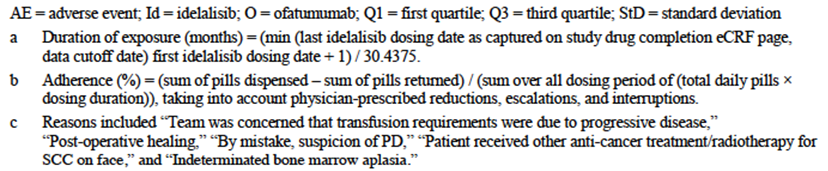 AE = adverse event; Id = idelalisib; O = ofatumumab; Q1 = first quartile; Q3 = third quartile; StD = standard deviation
a Duration of exposure (months) = (min (last idelalisib dosing date as captured on study drug completion eCRF page,
data cutoff date) first idelalisib dosing date + 1) / 30.4375.
b Adherence (%) = (sum of pills dispensed – sum of pills returned) / (sum over all dosing period of (total daily pills ×
dosing duration)), taking into account physician-prescribed reductions, escalations, and interruptions.
c Reasons included “Team was concerned that transfusion requirements were due to progressive disease,”
“Post-operative healing,” “By mistake, suspicion of PD,” “Patient received other anti-cancer treatment/radiotherapy for
SCC on face,” and “Indeterminated bone marrow aplasia.”